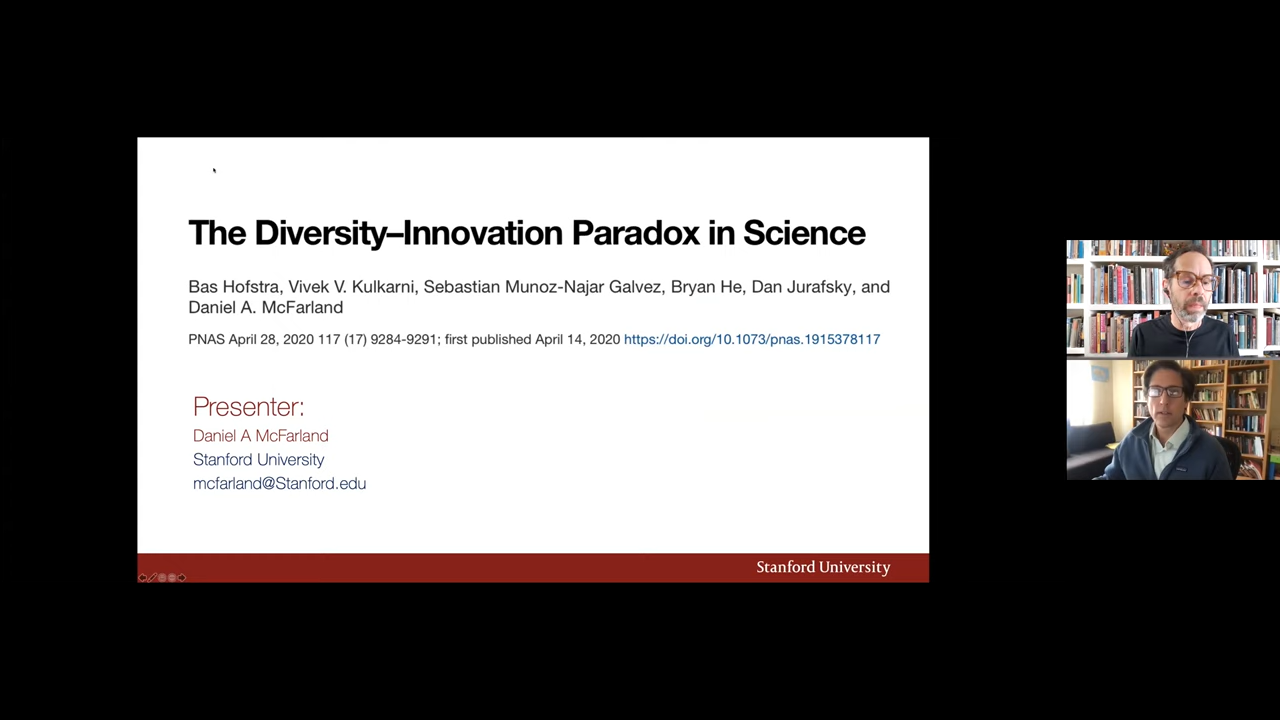 The Diversity–Innovation Paradox in Science
Bas Hofstra, Vivek V. Kulkarni, Sebastian Munoz-Najar Galvez, Bryan He, Dan Jurafsky, and
Daniel A. McFarland
PNAS April 28, 2020 117 (17) 9284-9291; first published April 14, 2020 https://doi.org/10.1073/pnas.1915378117
Presenter:
Daniel A McFarland
Stanford University
mcfarland@Stanford.edu
Stanford University